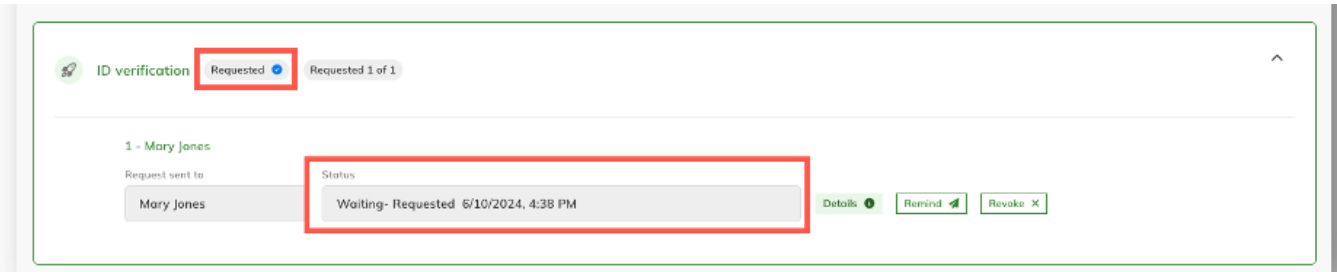 ID verification Requested Requested 1 of 1
1 - Mary Jones
Request sent to Status
Mary Jones Waiting- Requested 6/10/2024, 4:38 PM Details Remind Revoke